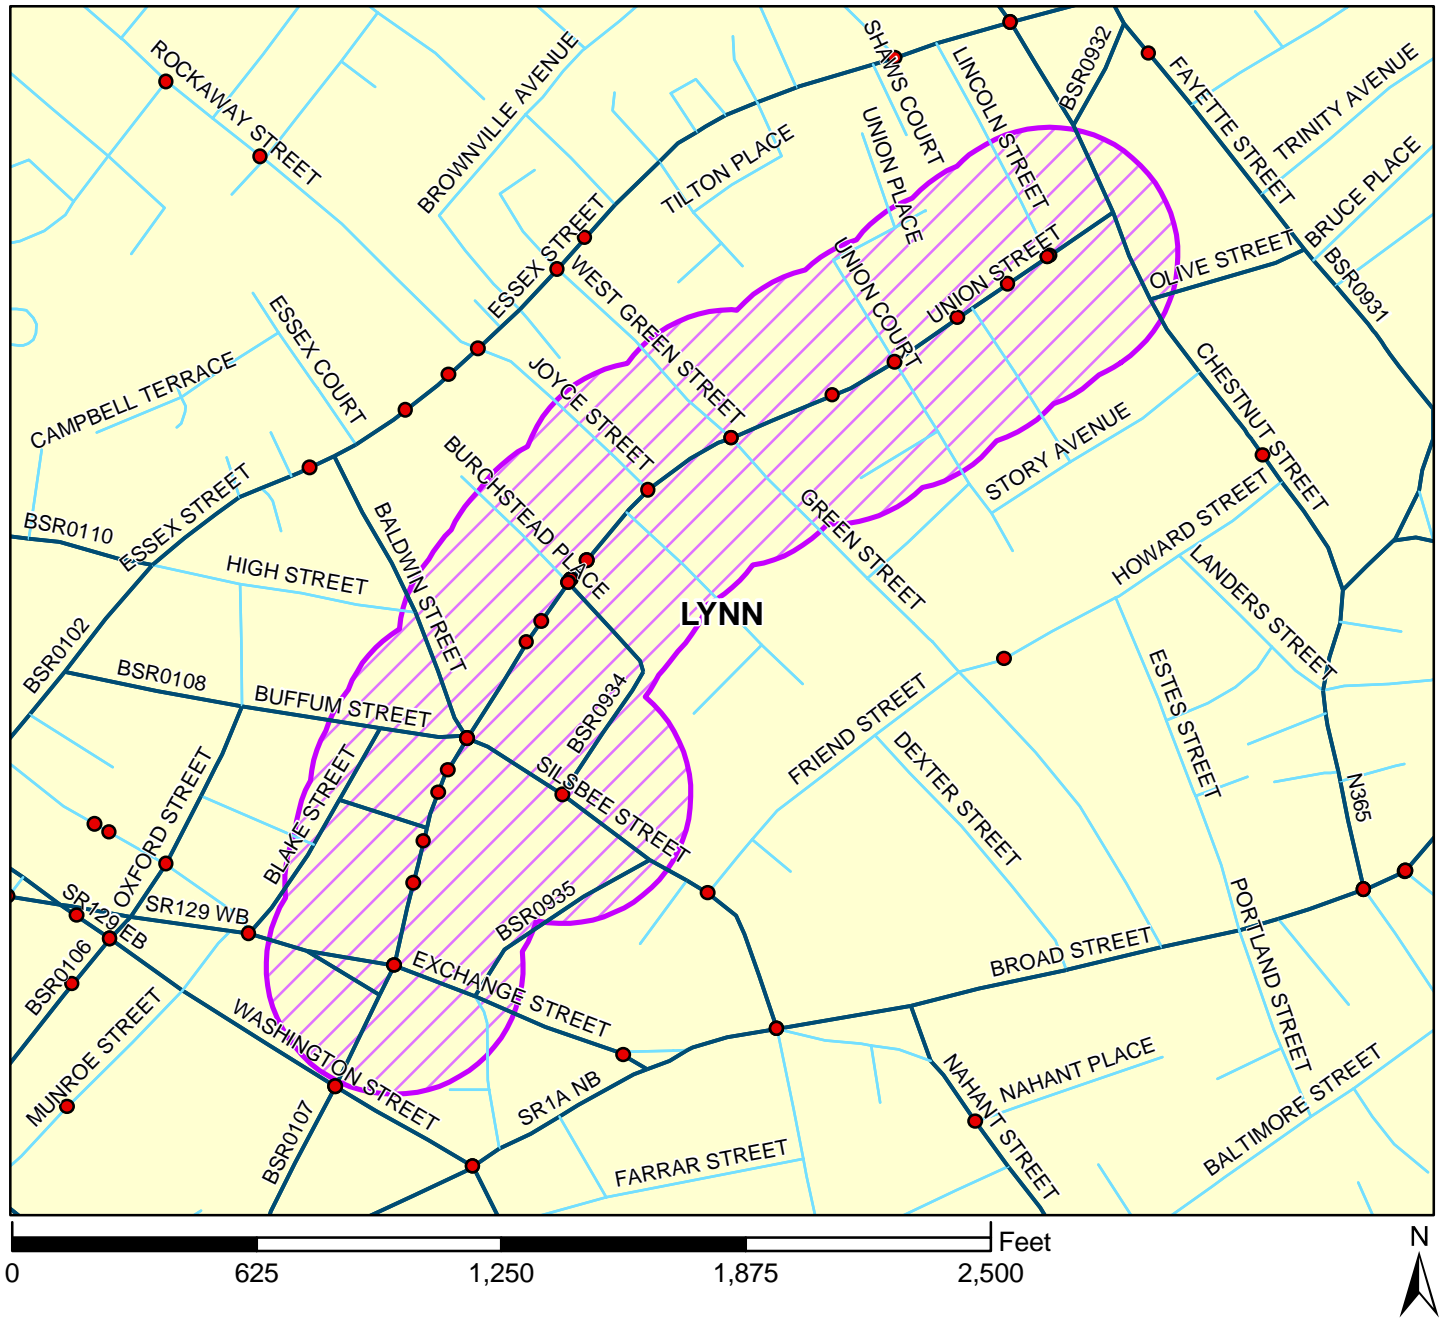 ROCKAWAY STREET
BROWNVILLE AVENUE
SHAWS COURT
LINCOLN STREET
BSR0932
FAYETTE STREET
TRINITY AVENUE
UNION PLACE
TILTON PLACE
BRUCE PLACE
ESSEX STREET
WEST GREEN STREET
UNION COURT
UNION STREET
OLIVE STREET
BSR0931
ESSEX COURT
CAMPBELL TERRACE
JOYCE STREET
CHESTNUT STREET
STORY AVENUE
BURCHSTEAD PLACE
ESSEX STREET
BSR0110
BALDWIN STREET
GREEN STREET
HOWARD STREET
HIGH STREET
LANDERS STREET
LYNN
BSR0102
BSR0108
BUFFUM STREET
BSR0934
ESTES STREET
FRIEND STREET
DEXTER STREET
SILSBEE STREET
N365
OXFORD STREET
BLAKE STREET
SR129 WB
SR129 EB
BSR0935
PORTLAND STREET
BSR0106
EXCHANGE STREET
BROAD STREET
MUNROE STREET
WASHINGTON STREET
NAHANT PLACE
NAHANT STREET
SR1A NB
BSR0107
BALTIMORE STREET
FARRAR STREET
Feet
N
0 625 1,250 1,875 2,500